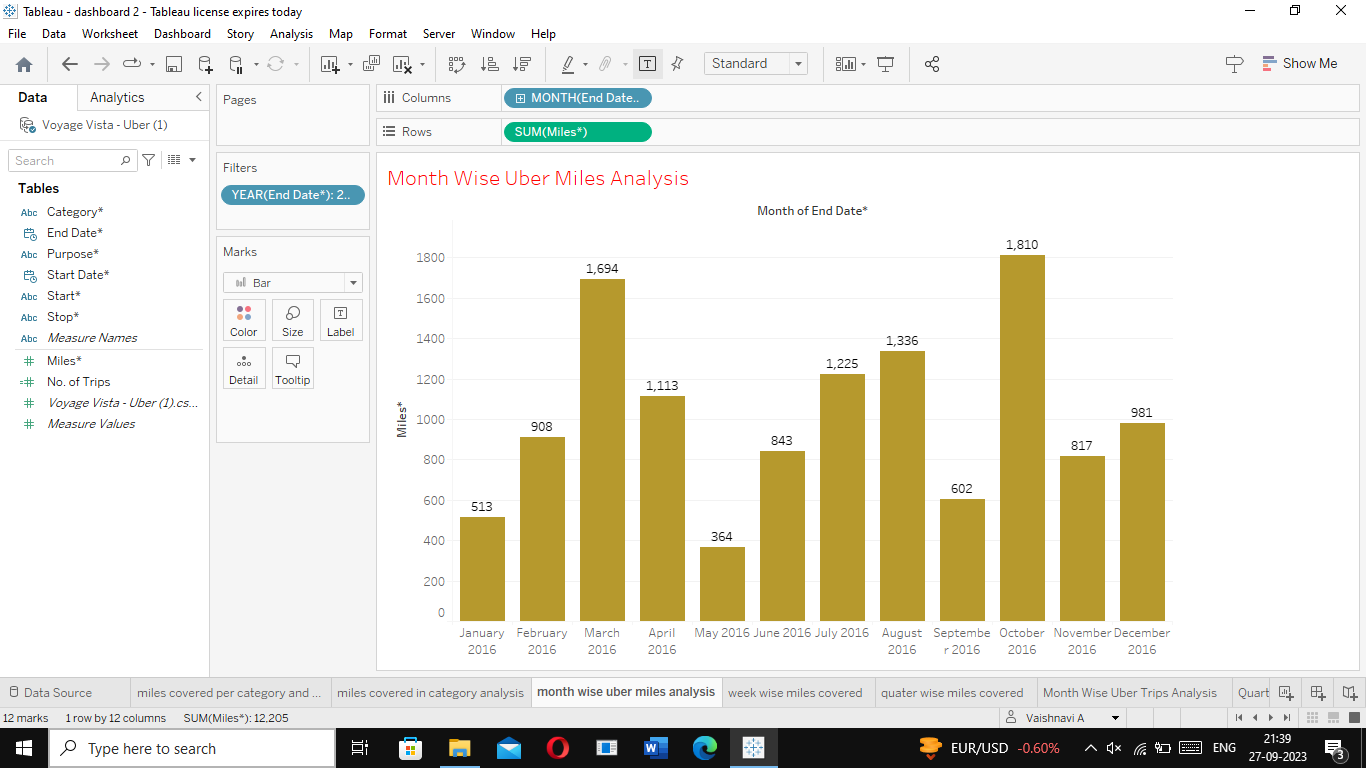 Tableau - dashboard 2 - Tableau license expires today
File Data Worksheet Dashboard Story Analysis Map Format Server Window Help
Standard
Show Me
Data Analytics
Pages
Columns
MONTH(End Date..
Voyage Vista - Uber (1)
Rows
SUM(Miles*)
Search
Filters
YEAR(End Date*): 2..
Tables
Abc Category*
End Date*
Abc Purpose*
Start Date*
Abc Start*
Abc Stop*
Abc Measure Names
Miles*
No. of Trips
Voyage Vista - Uber (1).cs...
Measure Values
Marks
Bar
Color Size Label
Detail Tooltip
Month Wise Uber Miles Analysis
Month of End Date*
Miles*
1800
1600
1400
1200
1000
800
600
400
200
0
513
908
1,694
1,113
364
843
1,225
1,336
602
1,810
817
981
January 2016
February 2016
March 2016
April 2016
May 2016
June 2016
July 2016
August 2016
Septembe
r 2016
October 2016
November 2016
December 2016
Data Source miles covered per category and ... miles covered in category analysis month wise uber miles analysis week wise miles covered quater wise miles covered Month Wise Uber Trips Analysis Quart
12 marks 1 row by 12 columns SUM(Miles*): 12,205
Vaishnavi A
Type here to search
EUR/USD -0.60%
ENG
21:39
27-09-2023
3